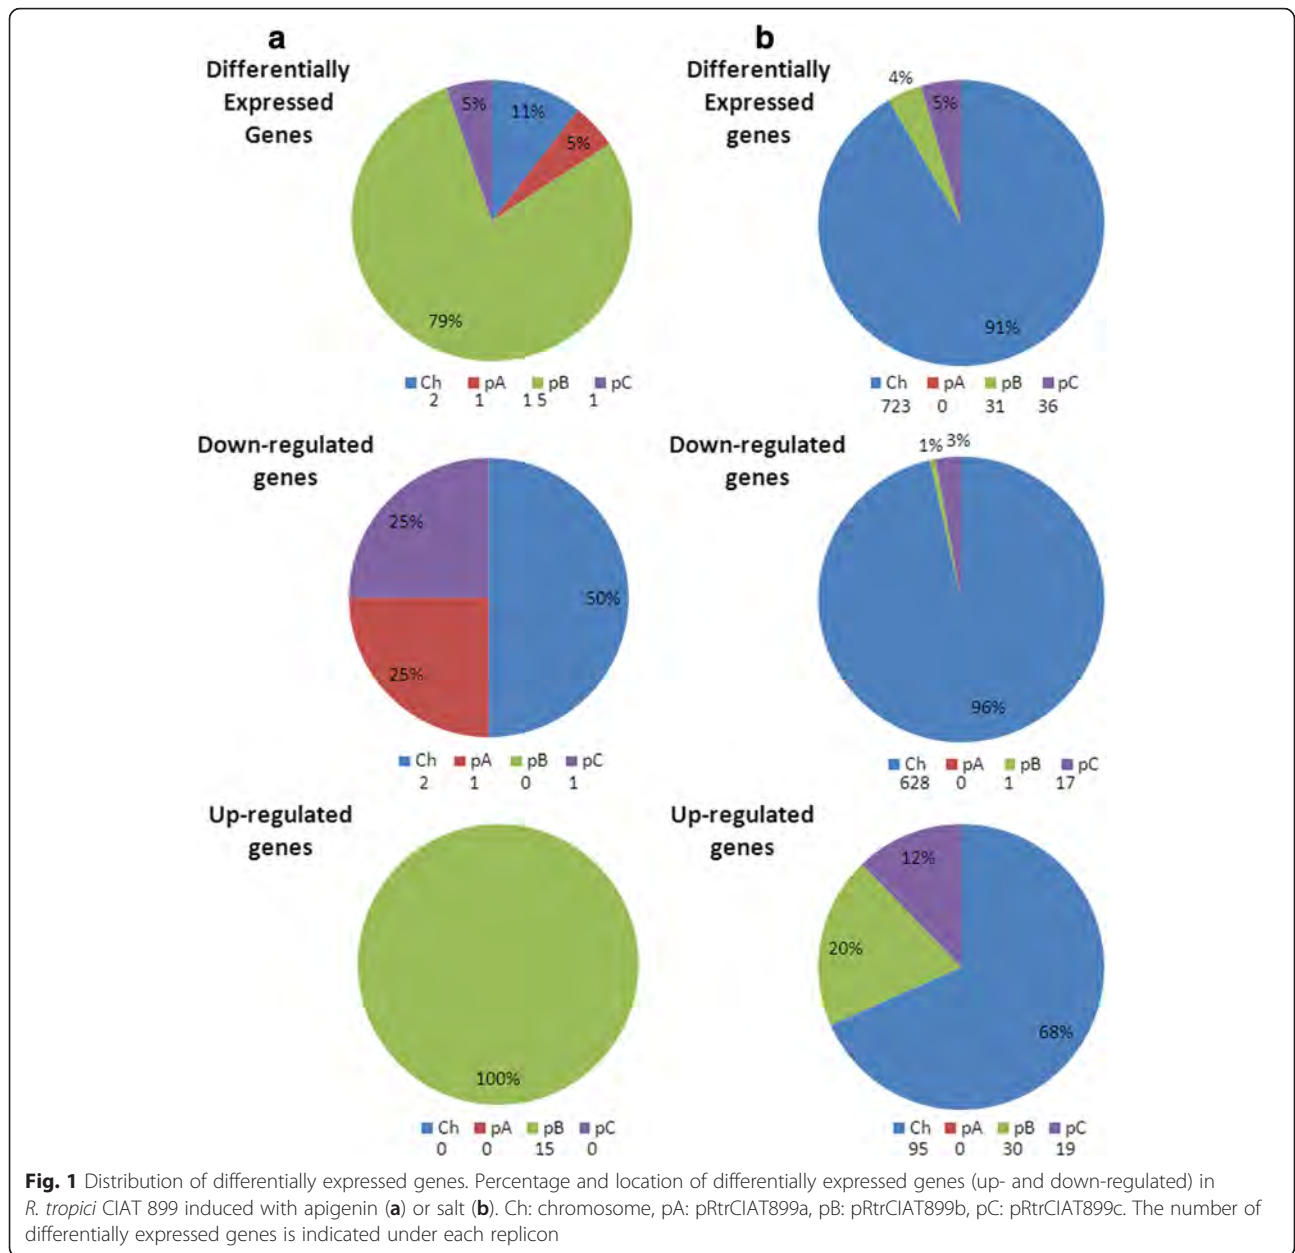 a
Differentially
Expressed
Genes
5%
11%
5%
79%
Ch pA pB pC
2 1 1 5 1
b
Differentially
Expressed
genes
4%
5%
91%
Ch pA pB pC
723 0 31 36
Down-regulated
genes
25%
50%
25%
Ch pA pB pC
2 1 0 1
Down-regulated
genes
1% 3%
96%
Ch pA pB pC
628 0 1 17
Up-regulated
genes
100%
Ch pA pB pC
0 0 15 0
Up-regulated
genes
12%
20%
68%
Ch pA pB pC
95 0 30 19
Fig. 1 Distribution of differentially expressed genes. Percentage and location of differentially expressed genes (up- and down-regulated) in
R. tropici CIAT 899 induced with apigenin (a) or salt (b). Ch: chromosome, pA: pRtrCIAT899a, pB: pRtrCIAT899b, pC: pRtrCIAT899c. The number of
differentially expressed genes is indicated under each replicon